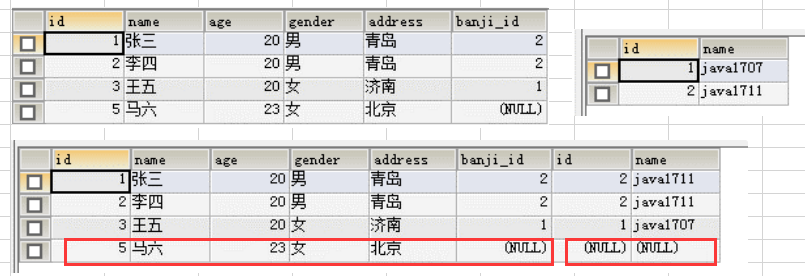 id name age gender address banji_id
1 张三 20 男 青岛 2
2 李四 20 男 青岛 2
3 王五 20 女 济南 1
5 马六 23 女 北京 (NULL)
id name
1 java1707
2 java1711
id name age gender address banji_id id name
1 张三 20 男 青岛 2 2 java1711
2 李四 20 男 青岛 2 2 java1711
3 王五 20 女 济南 1 1 java1707
5 马六 23 女 北京 (NULL) (NULL) (NULL)